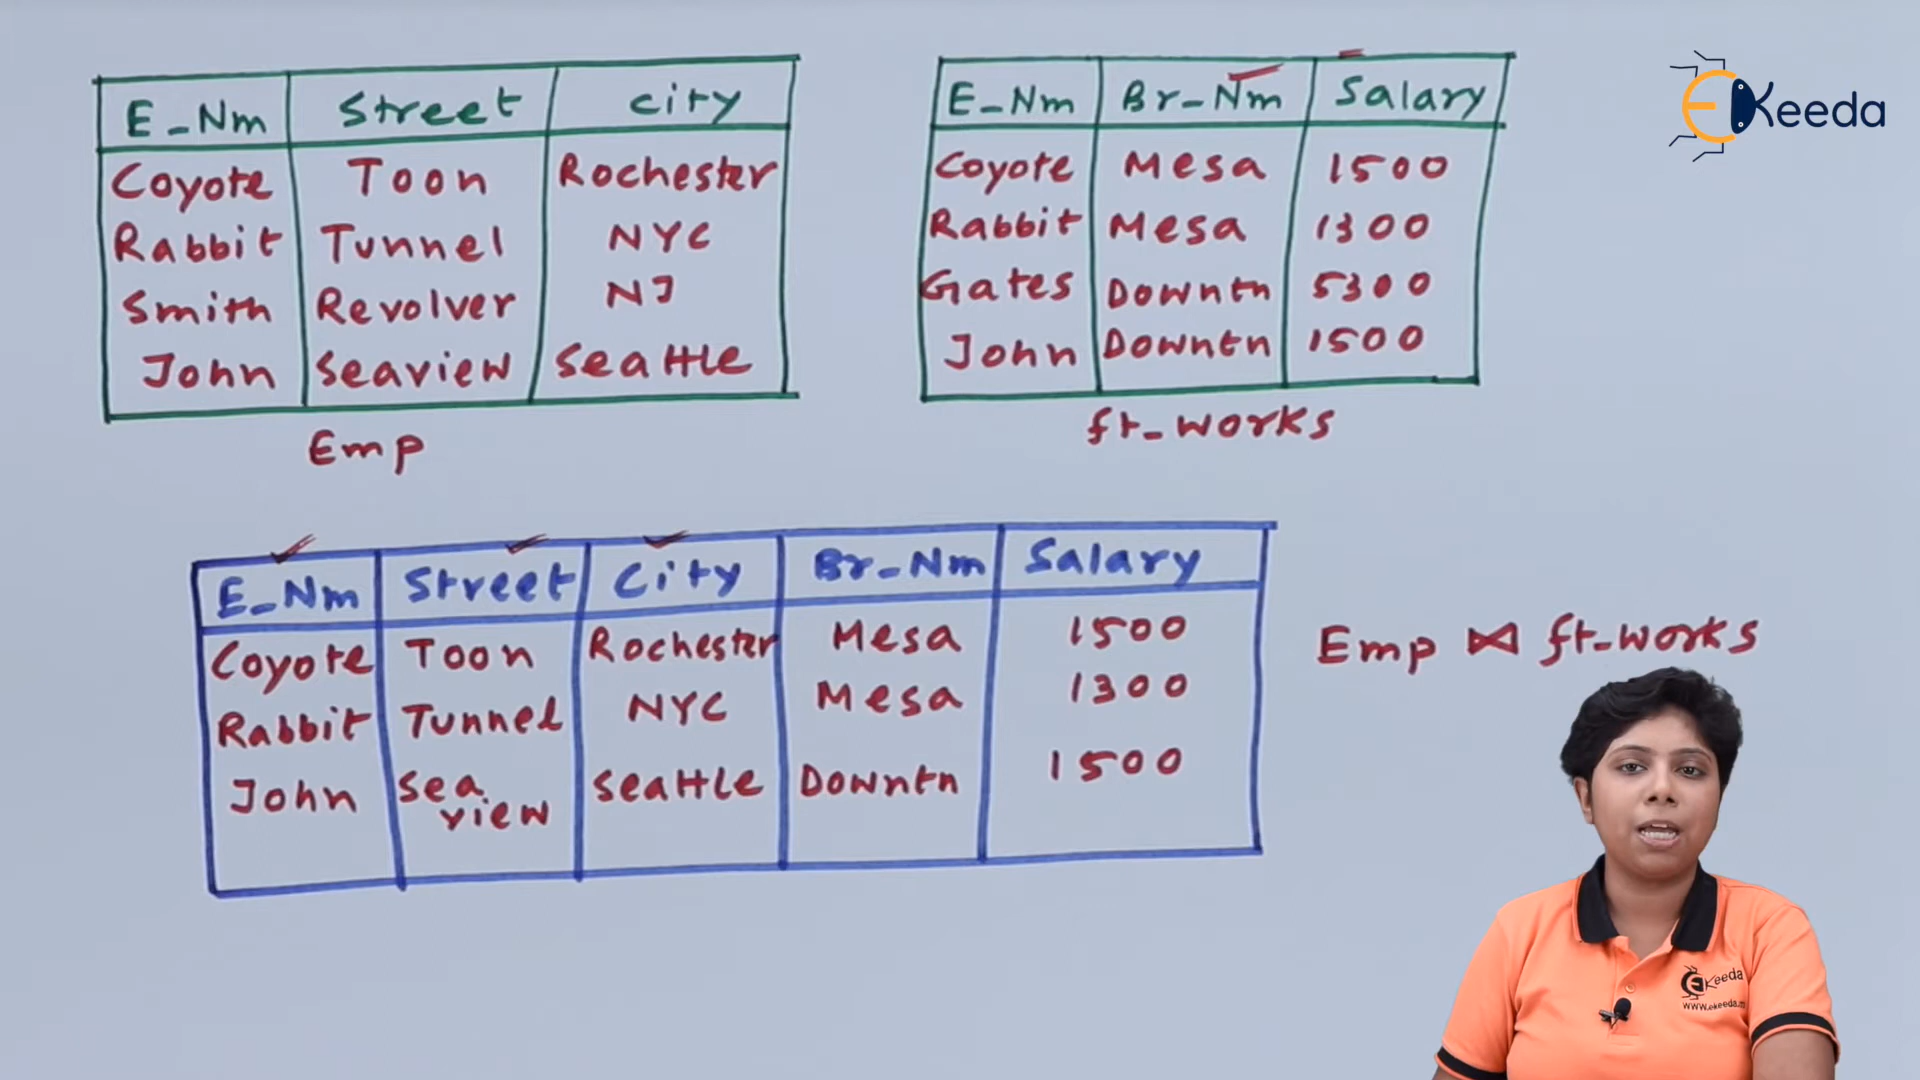 E_Nm Street City
Coyote Toon Rochester
Rabbit Tunnel NYC
Smith Revolver NJ
John Seaview Seattle
Emp
E_Nm Br_Nm Salary
Coyote Mesa 1500
Rabbit Mesa 1300
Gates Downtn 5300
John Downtn 1500
ft_works
EKeeda
E_Nm Street City Br_Nm Salary
Coyote Toon Rochester Mesa 1500
Rabbit Tunnel NYC Mesa 1300
John Sea view Seattle Downtn 1500
Emp ⋈ ft_works
EKeeda